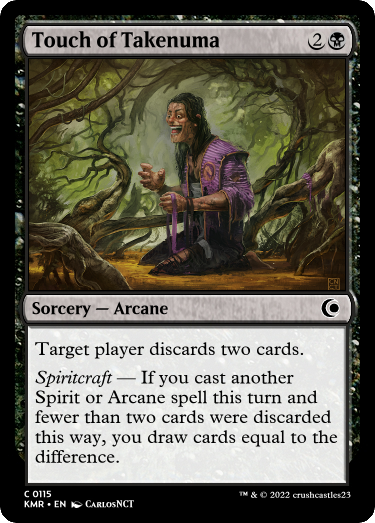 Touch of Takenuma 2
Sorcery — Arcane
Target player discards two cards.
Spiritcraft — If you cast another
Spirit or Arcane spell this turn and
fewer than two cards were discarded
this way, you draw cards equal to the
difference.
C 0115
KMR • EN CarlosNCT
™ & © 2022 crushcastles23